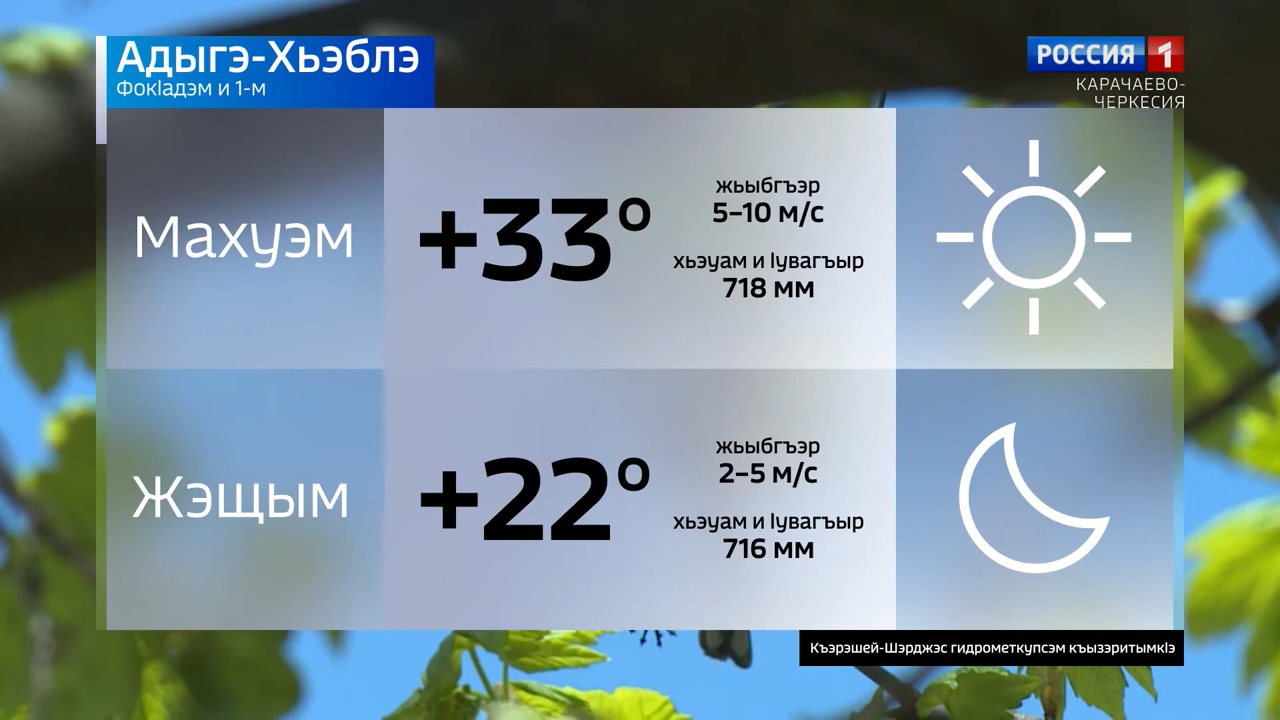 Адыгэ-Хьэблэ
Фокӏадэм и 1-м
РОССИЯ 1
КАРАЧАЕВО-
ЧЕРКЕСИЯ
Махуэм
+33°
жьыбгъэр
5–10 м/с
хьэуам и ӏувагъыр
718 мм
Жэщым
+22°
жьыбгъэр
2–5 м/с
хьэуам и ӏувагъыр
716 мм
Къэрэшей-Шэрджэс гидрометкупсэм къызэритымкӏэ